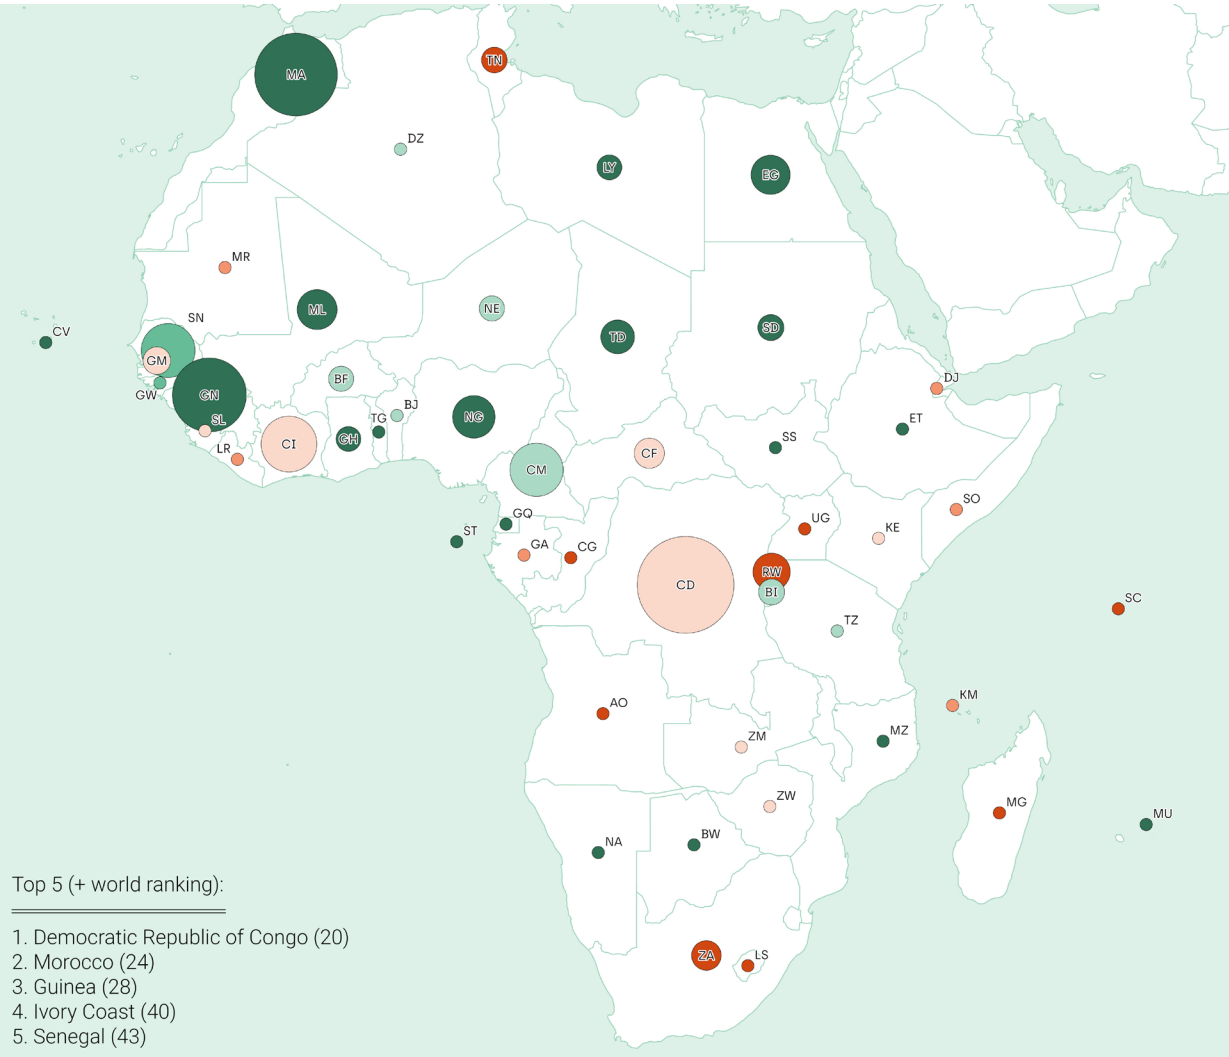 MA
TN
DZ
LY
EG
MR
ML
NE
SN
CV
TD
SD
GM
BF
DJ
GW
GN
BJ
SL
TG
NG
ET
LR
CI
GH
SS
CF
CM
SO
GQ
UG
KE
ST
GA
CG
RW
CD
BI
SC
TZ
KM
AO
ZM
MZ
ZW
MG
MU
NA
BW
Top 5 (+ world ranking):
1. Democratic Republic of Congo (20)
2. Morocco (24)
ZA
LS
3. Guinea (28)
4. Ivory Coast (40)
5. Senegal (43)